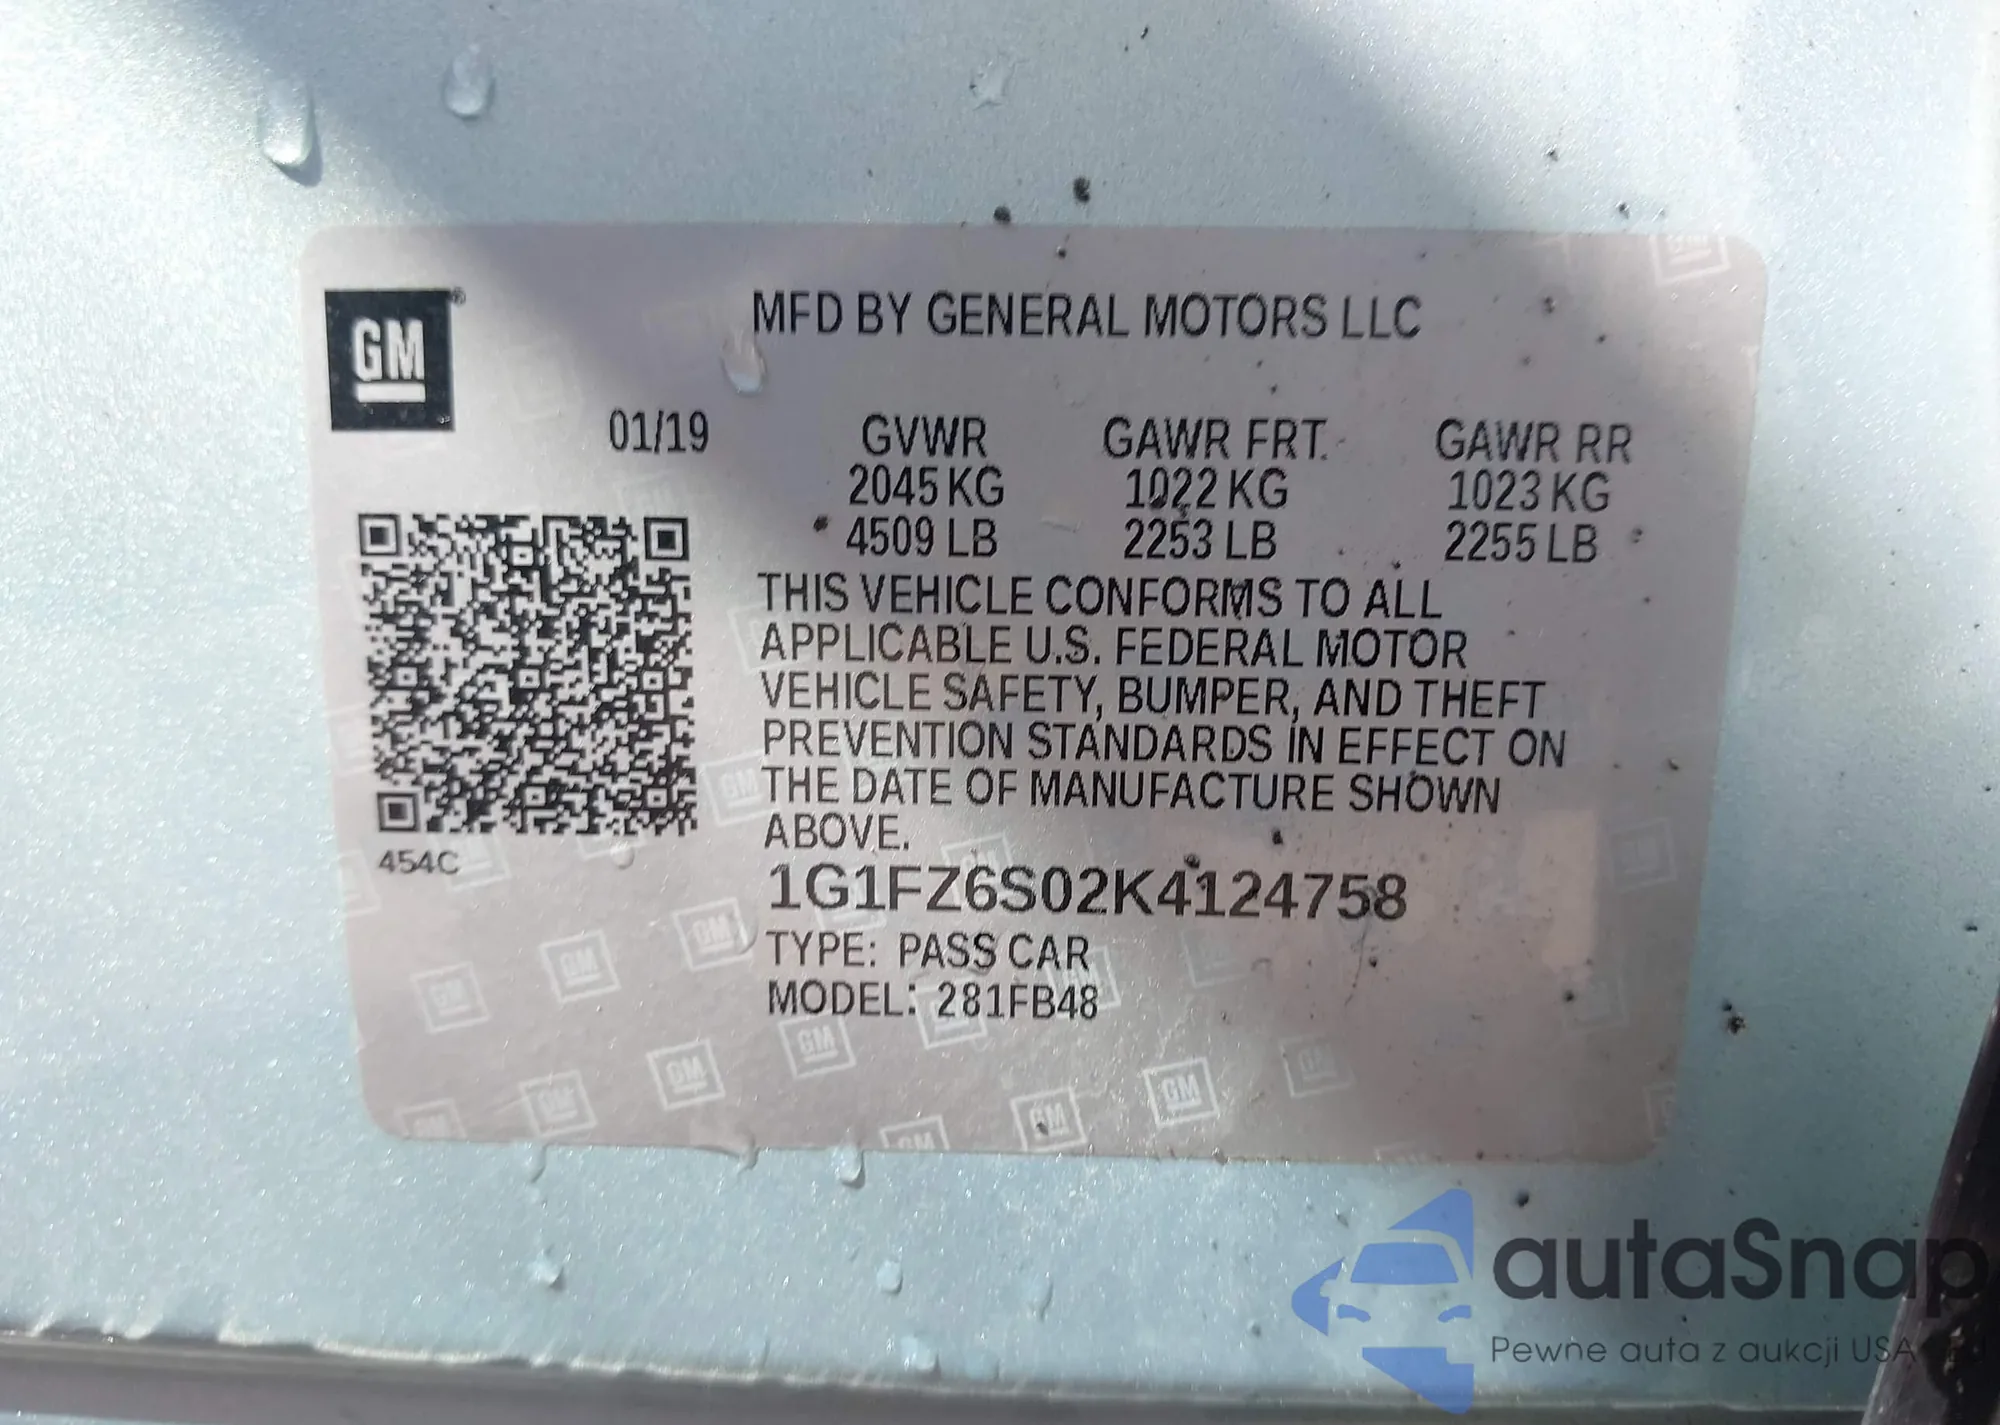 MFD BY GENERAL MOTORS LLC
GM
01/19
GVWR GAWR FRT. GAWR RR
2045 KG 1022 KG 1023 KG
4509 LB 2253 LB 2255 LB
THIS VEHICLE CONFORMS TO ALL
APPLICABLE U.S. FEDERAL MOTOR
VEHICLE SAFETY, BUMPER, AND THEFT
PREVENTION STANDARDS IN EFFECT ON
THE DATE OF MANUFACTURE SHOWN
ABOVE.
454C
1G1FZ6S02K4124758
TYPE: PASS CAR
MODEL: 281FB48
autaSnap
Pewne auta z aukcji USA